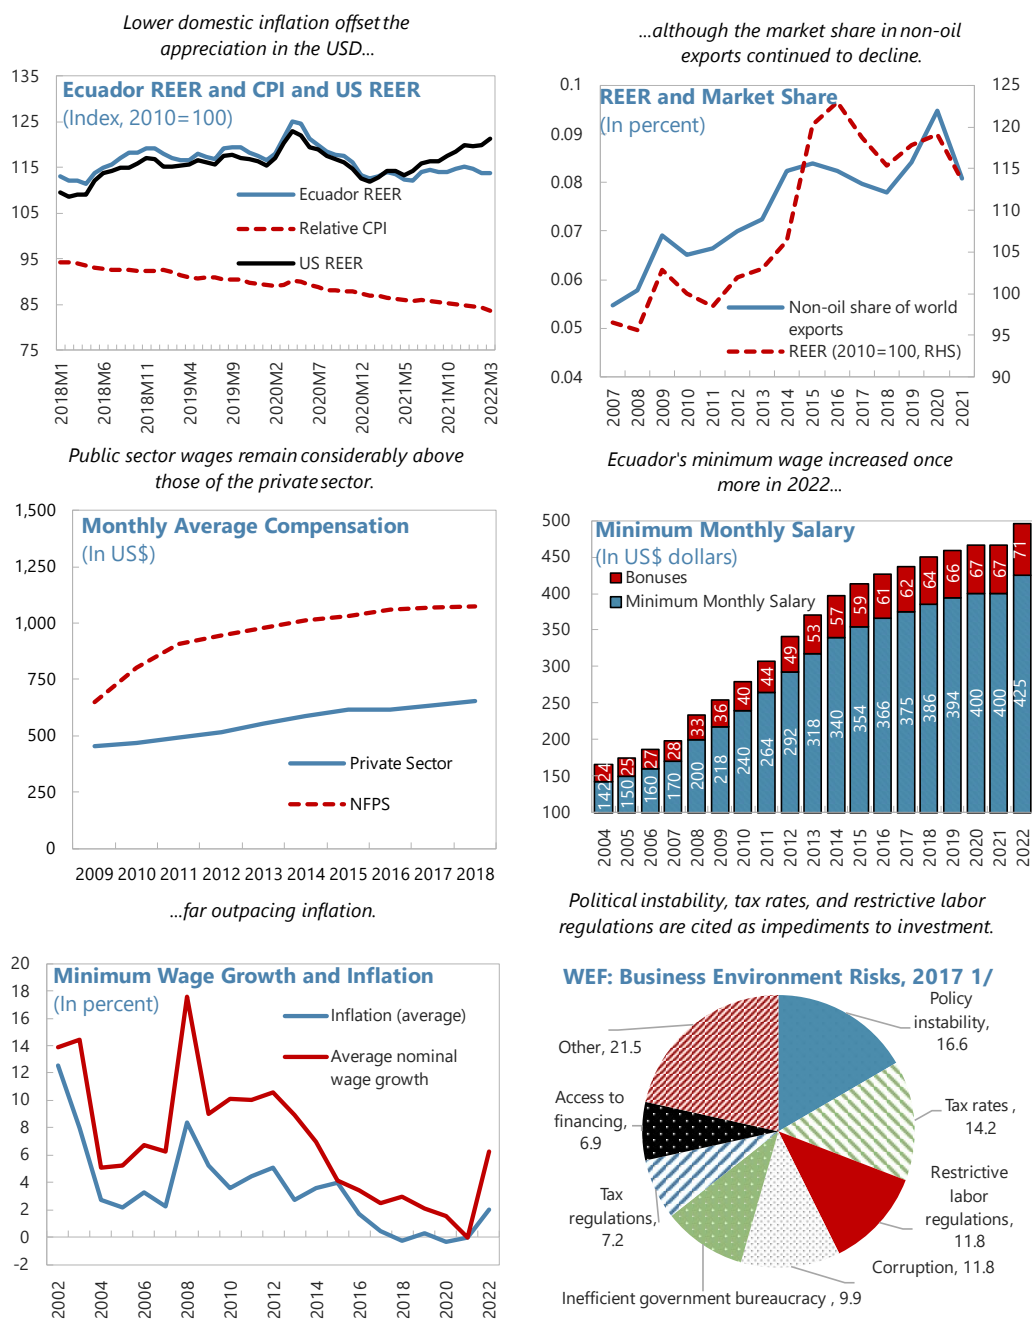 Lower domestic inflation offset the
appreciation in the USD...
Ecuador REER and CPI and US REER
(Index, 2010=100)
135
125
115
105
95
85
75
Ecuador REER
Relative CPI
US REER
2018M1
2018M6
2018M11
2019M4
2019M9
2020M2
2020M7
2020M12
2021M5
2021M10
2022M3
...although the market share in non-oil
exports continued to decline.
REER and Market Share
(In percent)
0.1
0.09
0.08
0.07
0.06
0.05
0.04
125
120
115
110
105
100
95
90
Non-oil share of world
exports
REER (2010=100, RHS)
2007
2008
2009
2010
2011
2012
2013
2014
2015
2016
2017
2018
2019
2020
2021
Public sector wages remain considerably above
those of the private sector.
Monthly Average Compensation
(In US$)
1,500
1,250
1,000
750
500
250
0
Private Sector
NFPS
2009 2010 2011 2012 2013 2014 2015 2016 2017 2018
Ecuador's minimum wage increased once
more in 2022...
Minimum Monthly Salary
(In US$ dollars)
Bonuses
Minimum Monthly Salary
500
450
400
350
300
250
200
150
100
24
25
27
28
33
36
40
44
49
53
57
59
61
62
64
66
67
67
71
142
150
160
170
200
218
240
264
292
318
340
354
366
375
386
394
400
400
425
2004
2005
2006
2007
2008
2009
2010
2011
2012
2013
2014
2015
2016
2017
2018
2019
2020
2021
2022
...far outpacing inflation.
Minimum Wage Growth and Inflation
(In percent)
20
18
16
14
12
10
8
6
4
2
0
-2
Inflation (average)
Average nominal
wage growth
2002
2004
2006
2008
2010
2012
2014
2016
2018
2020
2022
Political instability, tax rates, and restrictive labor
regulations are cited as impediments to investment.
WEF: Business Environment Risks, 2017 1/
Policy
instability,
16.6
Tax rates ,
14.2
Restrictive
labor
regulations,
11.8
Corruption, 11.8
Inefficient government bureaucracy , 9.9
Tax
regulations,
7.2
Access to
financing,
6.9
Other, 21.5